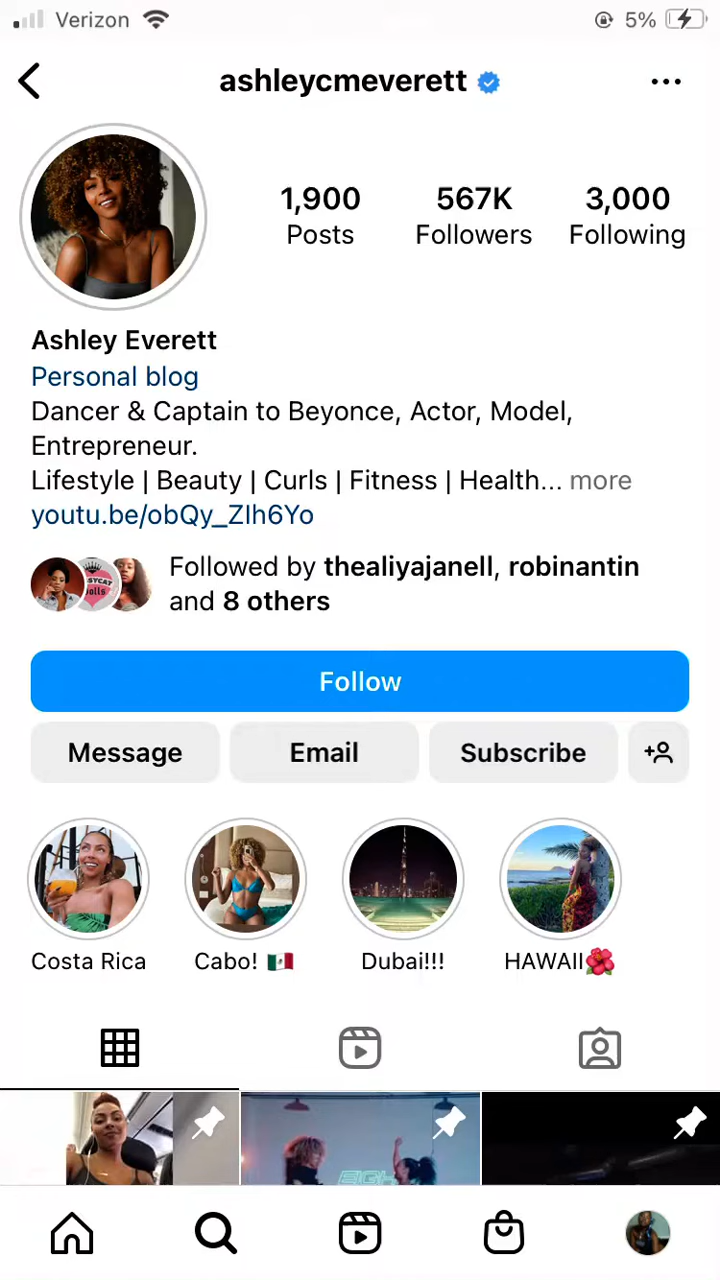 Verizon 5%
ashleycmeverett
1,900 567K 3,000
Posts Followers Following
Ashley Everett
Personal blog
Dancer & Captain to Beyonce, Actor, Model,
Entrepreneur.
Lifestyle | Beauty | Curls | Fitness | Health... more
youtu.be/obQy_ZIh6Yo
Followed by thealiyajanell, robinantin
and 8 others
Follow
Message Email Subscribe
Costa Rica Cabo! 🇲🇽 Dubai!!! HAWAII🌺